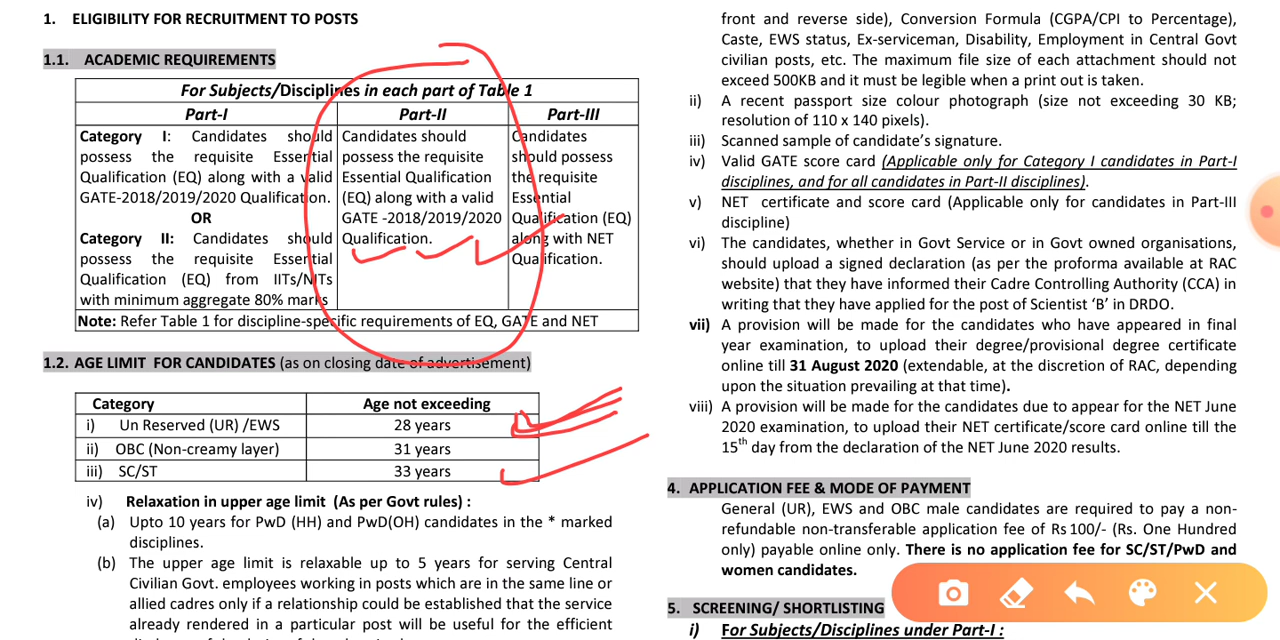 1. ELIGIBILITY FOR RECRUITMENT TO POSTS
1.1. ACADEMIC REQUIREMENTS
For Subjects/Disciplines in each part of Table 1
Part-I
Category I: Candidates should
possess the requisite Essential
Qualification (EQ) along with a valid
GATE-2018/2019/2020 Qualification.
OR
Category II: Candidates should
possess the requisite Essential
Qualification (EQ) from IITs/NITs
with minimum aggregate 80% marks
Part-II
Candidates should
possess the requisite
Essential Qualification
(EQ) along with a valid
GATE -2018/2019/2020
Qualification.
Part-III
Candidates
should possess
the requisite
Essential
Qualification (EQ)
along with NET
Qualification.
Note: Refer Table 1 for discipline-specific requirements of EQ, GATE and NET
1.2. AGE LIMIT FOR CANDIDATES (as on closing date of advertisement)
Category Age not exceeding
i) Un Reserved (UR) /EWS 28 years
ii) OBC (Non-creamy layer) 31 years
iii) SC/ST 33 years
iv) Relaxation in upper age limit (As per Govt rules) :
(a) Upto 10 years for PwD (HH) and PwD(OH) candidates in the * marked
disciplines.
(b) The upper age limit is relaxable up to 5 years for serving Central
Civilian Govt. employees working in posts which are in the same line or
allied cadres only if a relationship could be established that the service
already rendered in a particular post will be useful for the efficient
front and reverse side), Conversion Formula (CGPA/CPI to Percentage),
Caste, EWS status, Ex-serviceman, Disability, Employment in Central Govt
civilian posts, etc. The maximum file size of each attachment should not
exceed 500KB and it must be legible when a print out is taken.
ii) A recent passport size colour photograph (size not exceeding 30 KB;
resolution of 110 x 140 pixels).
iii) Scanned sample of candidate's signature.
iv) Valid GATE score card (Applicable only for Category I candidates in Part-I
disciplines, and for all candidates in Part-II disciplines).
v) NET certificate and score card (Applicable only for candidates in Part-III
discipline)
vi) The candidates, whether in Govt Service or in Govt owned organisations,
should upload a signed declaration (as per the proforma available at RAC
website) that they have informed their Cadre Controlling Authority (CCA) in
writing that they have applied for the post of Scientist 'B' in DRDO.
vii) A provision will be made for the candidates who have appeared in final
year examination, to upload their degree/provisional degree certificate
online till 31 August 2020 (extendable, at the discretion of RAC, depending
upon the situation prevailing at that time).
viii) A provision will be made for the candidates due to appear for the NET June
2020 examination, to upload their NET certificate/score card online till the
15th day from the declaration of the NET June 2020 results.
4. APPLICATION FEE & MODE OF PAYMENT
General (UR), EWS and OBC male candidates are required to pay a non-
refundable non-transferable application fee of Rs 100/- (Rs. One Hundred
only) payable online only. There is no application fee for SC/ST/PwD and
women candidates.
5. SCREENING/ SHORTLISTING
i) For Subjects/Disciplines under Part-I :